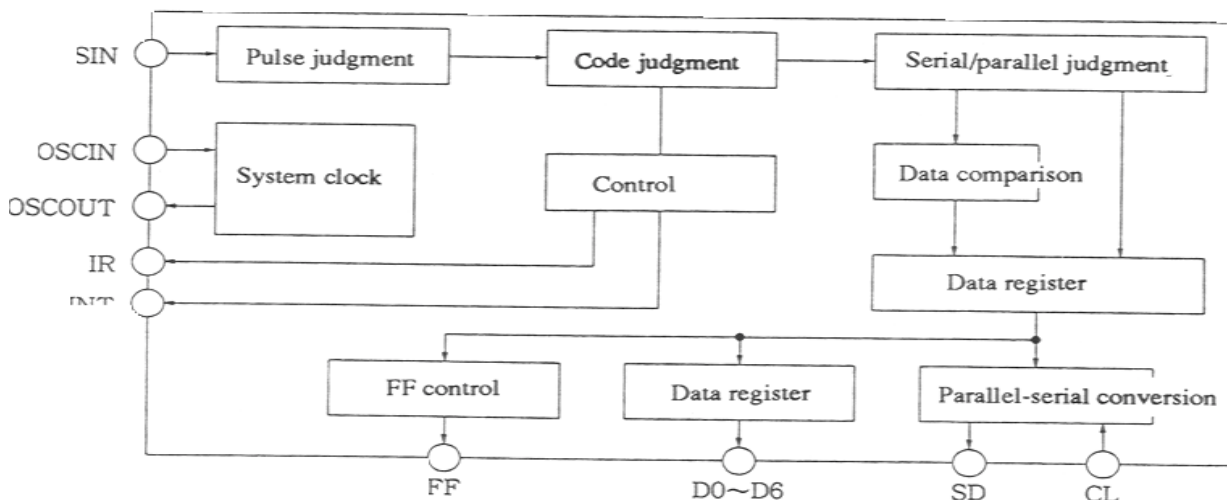 SIN
Pulse judgment
Code judgment
Serial/parallel judgment
OSCIN
System clock
Control
Data comparison
OSCOUT
IR
Data register
FF control
Data register
Parallel-serial conversion
FF
D0～D6
SD
CL